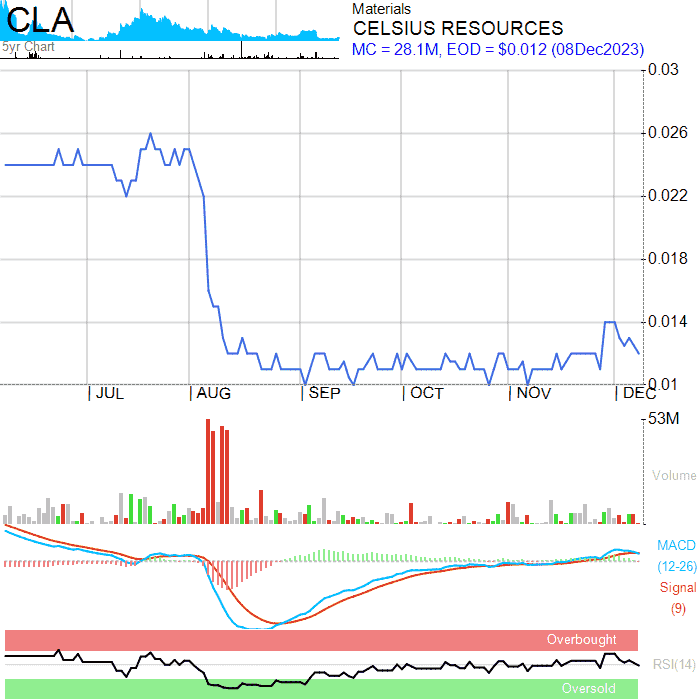 CLA
5yr Chart
Materials
CELSIUS RESOURCES
MC = 28.1M, EOD = $0.012 (08Dec2023)
0.03
0.026
0.022
0.018
0.014
0.01
JUL
AUG
SEP
OCT
NOV
DEC
53M
Volume
MACD
(12-26)
Signal
(9)
Overbought
RSI(14)
Oversold